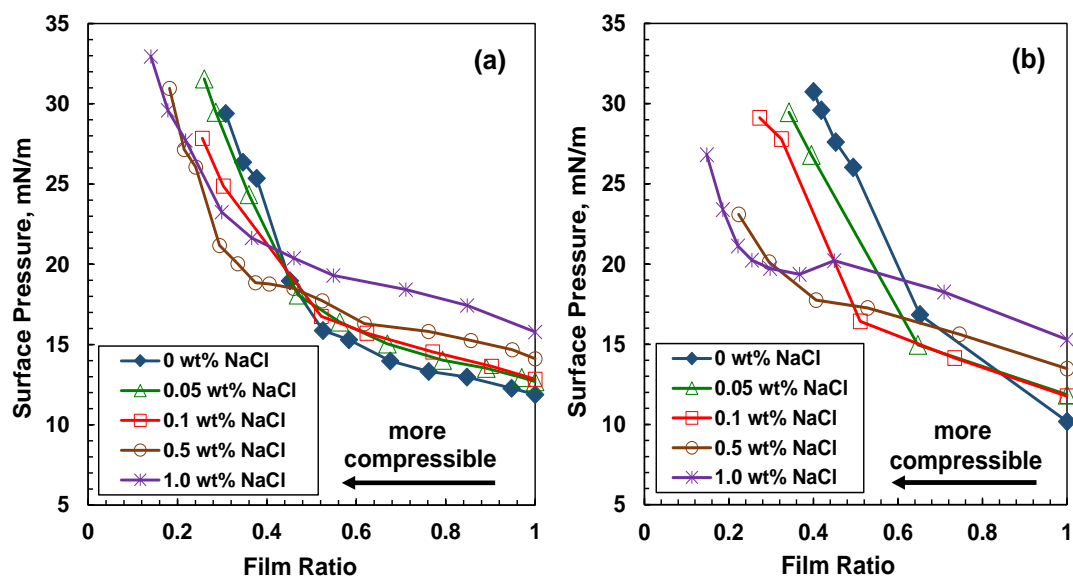 35
30
25
20
15
10
5
Surface Pressure, mN/m
(a)
0 wt% NaCl
0.05 wt% NaCl
0.1 wt% NaCl
0.5 wt% NaCl
1.0 wt% NaCl
more
compressible
0 0.2 0.4 0.6 0.8 1
Film Ratio
35
30
25
20
15
10
5
Surface Pressure, mN/m
(b)
0 wt% NaCl
0.05 wt% NaCl
0.1 wt% NaCl
0.5 wt% NaCl
1.0 wt% NaCl
more
compressible
0 0.2 0.4 0.6 0.8 1
Film Ratio